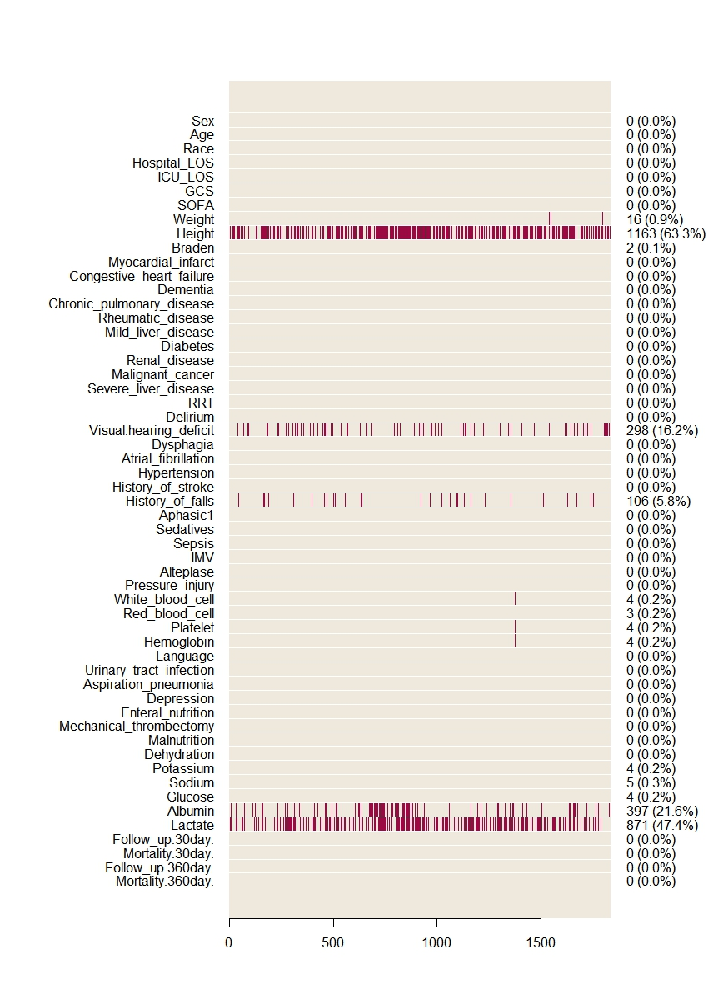 Sex 0 (0.0%)
Age 0 (0.0%)
Race 0 (0.0%)
Hospital_LOS 0 (0.0%)
ICU_LOS 0 (0.0%)
GCS 0 (0.0%)
SOFA 0 (0.0%)
Weight 16 (0.9%)
Height 1163 (63.3%)
Braden 2 (0.1%)
Myocardial_infarct 0 (0.0%)
Congestive_heart_failure 0 (0.0%)
Dementia 0 (0.0%)
Chronic_pulmonary_disease 0 (0.0%)
Rheumatic_disease 0 (0.0%)
Mild_liver_disease 0 (0.0%)
Diabetes 0 (0.0%)
Renal_disease 0 (0.0%)
Malignant_cancer 0 (0.0%)
Severe_liver_disease 0 (0.0%)
RRT 0 (0.0%)
Delirium 0 (0.0%)
Visual.hearing_deficit 298 (16.2%)
Dysphagia 0 (0.0%)
Atrial_fibrillation 0 (0.0%)
Hypertension 0 (0.0%)
History_of_stroke 0 (0.0%)
History_of_falls 106 (5.8%)
Aphasic1 0 (0.0%)
Sedatives 0 (0.0%)
Sepsis 0 (0.0%)
IMV 0 (0.0%)
Alteplase 0 (0.0%)
Pressure_injury 0 (0.0%)
White_blood_cell 4 (0.2%)
Red_blood_cell 3 (0.2%)
Platelet 4 (0.2%)
Hemoglobin 4 (0.2%)
Language 0 (0.0%)
Urinary_tract_infection 0 (0.0%)
Aspiration_pneumonia 0 (0.0%)
Depression 0 (0.0%)
Enteral_nutrition 0 (0.0%)
Mechanical_thrombectomy 0 (0.0%)
Malnutrition 0 (0.0%)
Dehydration 0 (0.0%)
Potassium 4 (0.2%)
Sodium 5 (0.3%)
Glucose 4 (0.2%)
Albumin 397 (21.6%)
Lactate 871 (47.4%)
Follow_up.30day. 0 (0.0%)
Mortality.30day. 0 (0.0%)
Follow_up.360day. 0 (0.0%)
Mortality.360day. 0 (0.0%)
0 500 1000 1500